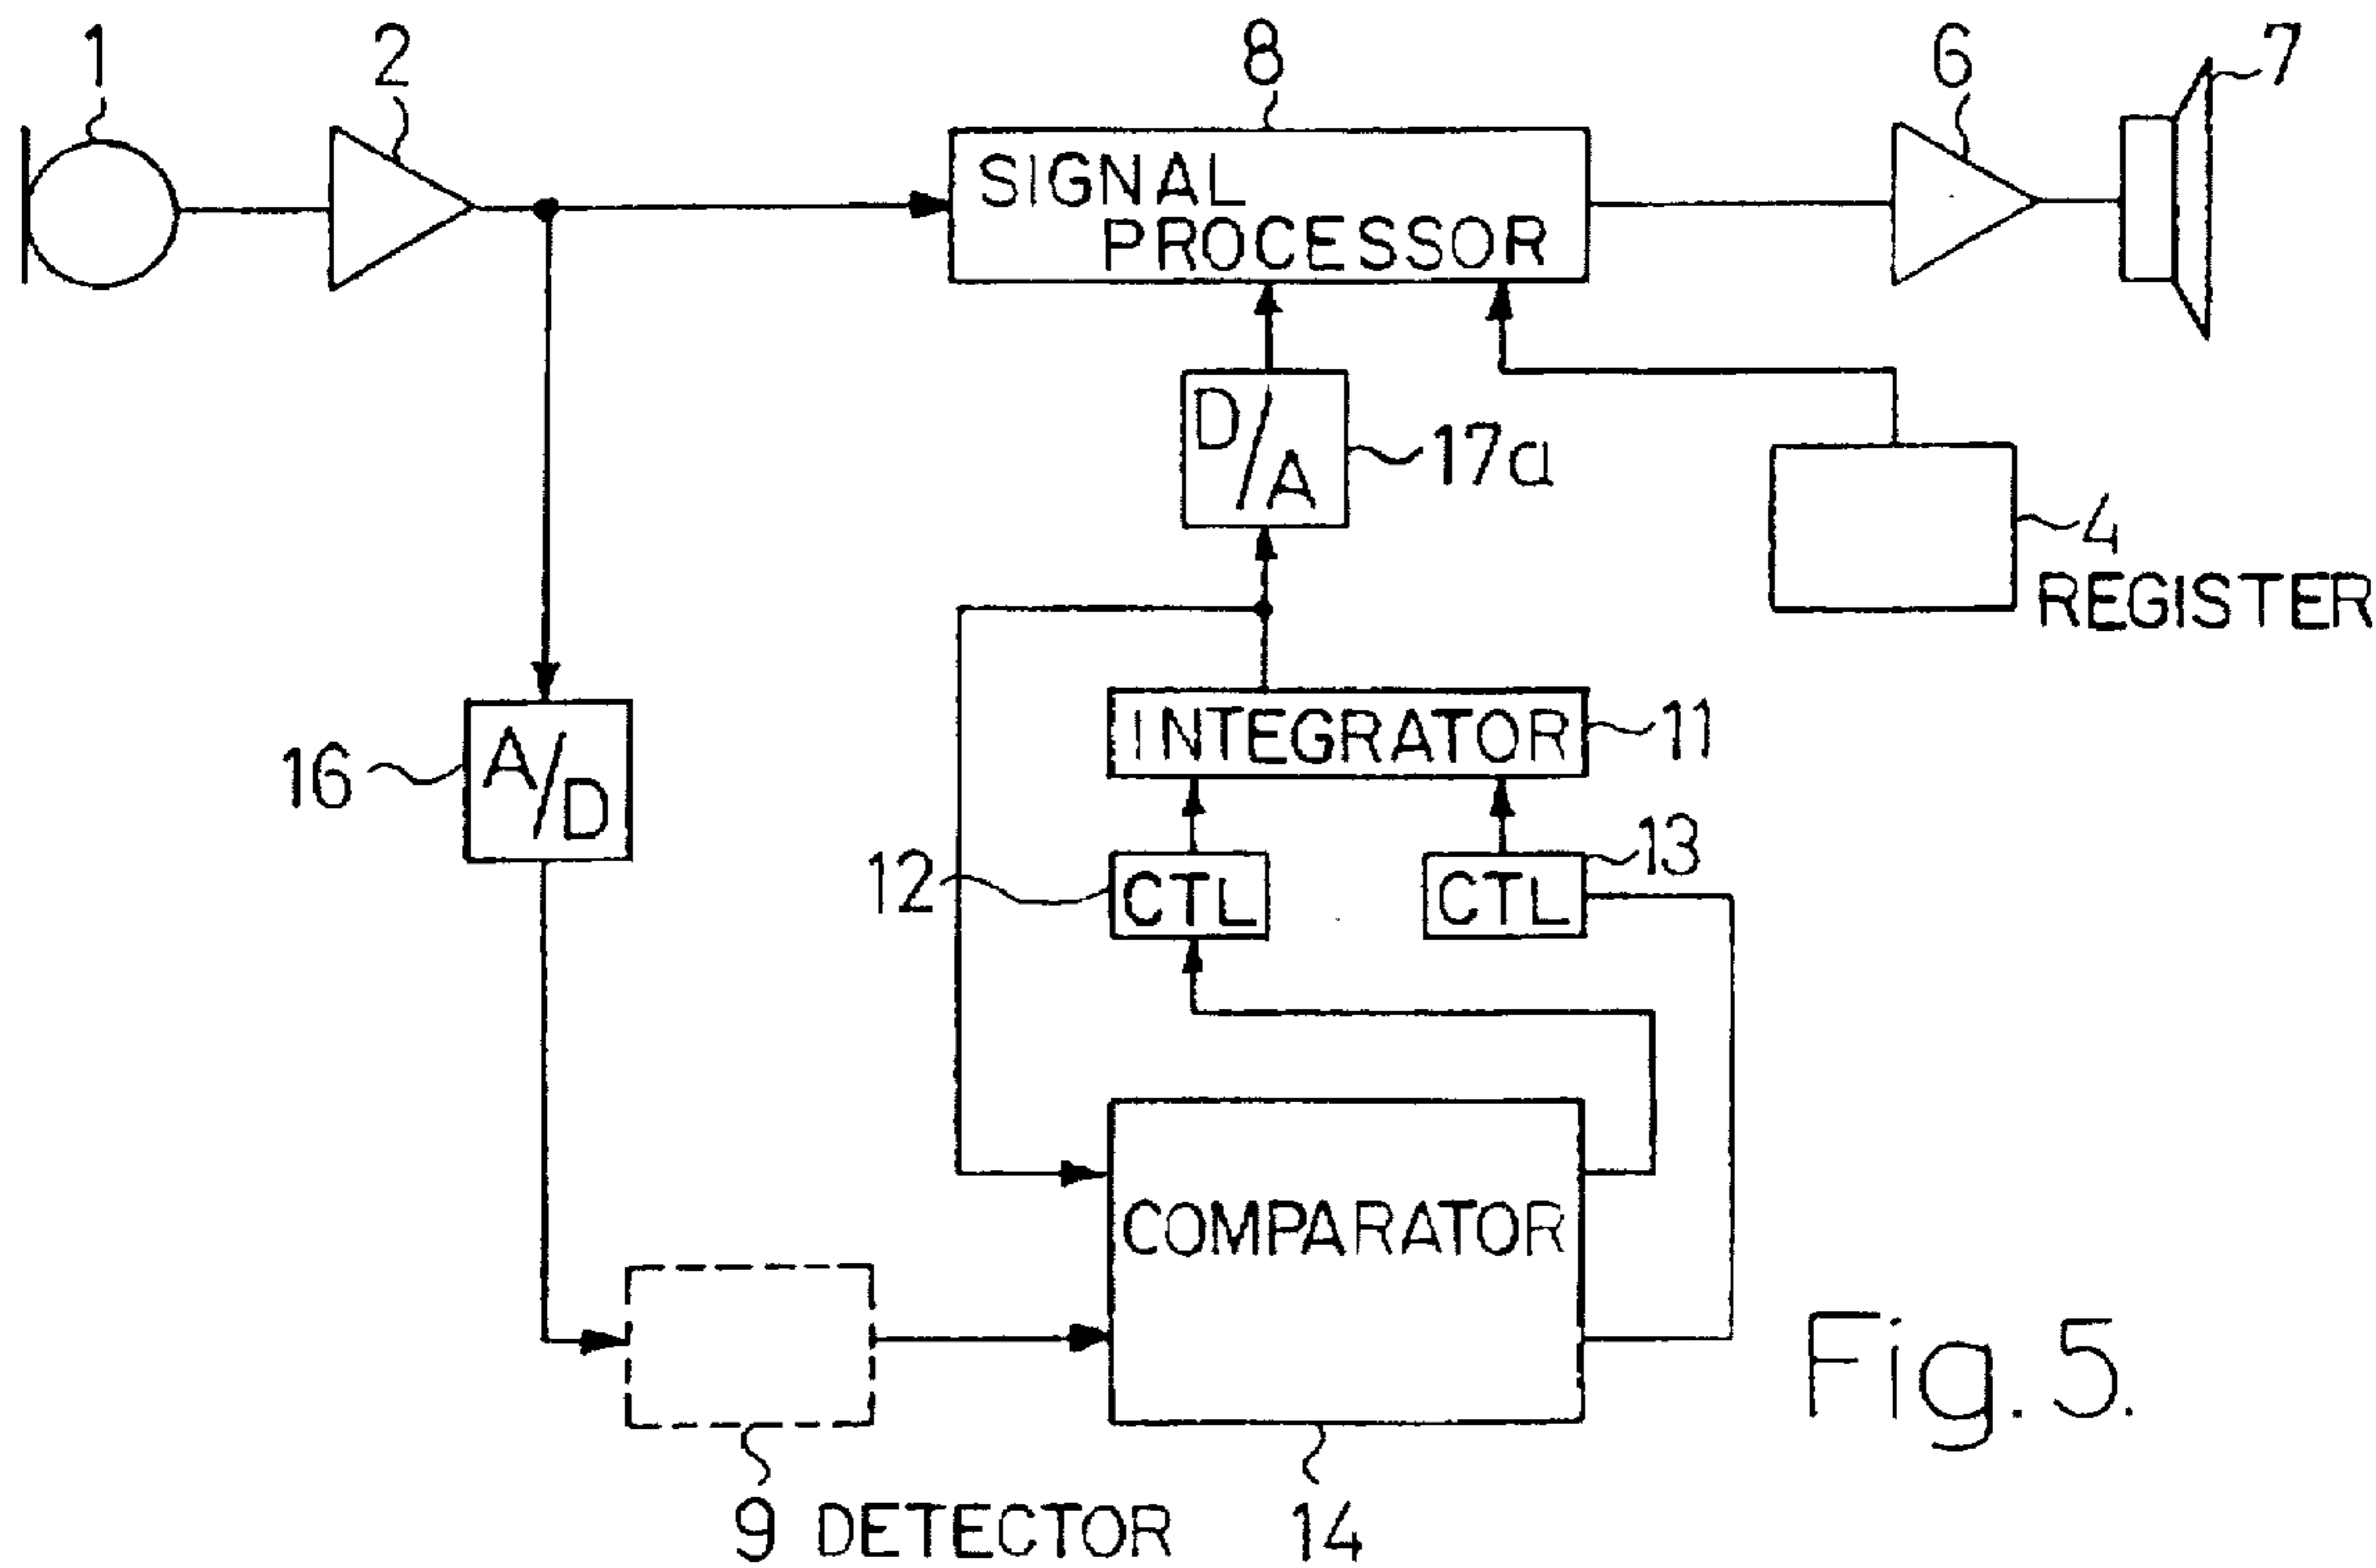 1
2
8
6
7
SIGNAL
PROCESSOR
D/A
17a
4
REGISTER
INTEGRATOR
11
16
A/D
12
CTL
CTL
13
COMPARATOR
Fig. 5.
9 DETECTOR
14